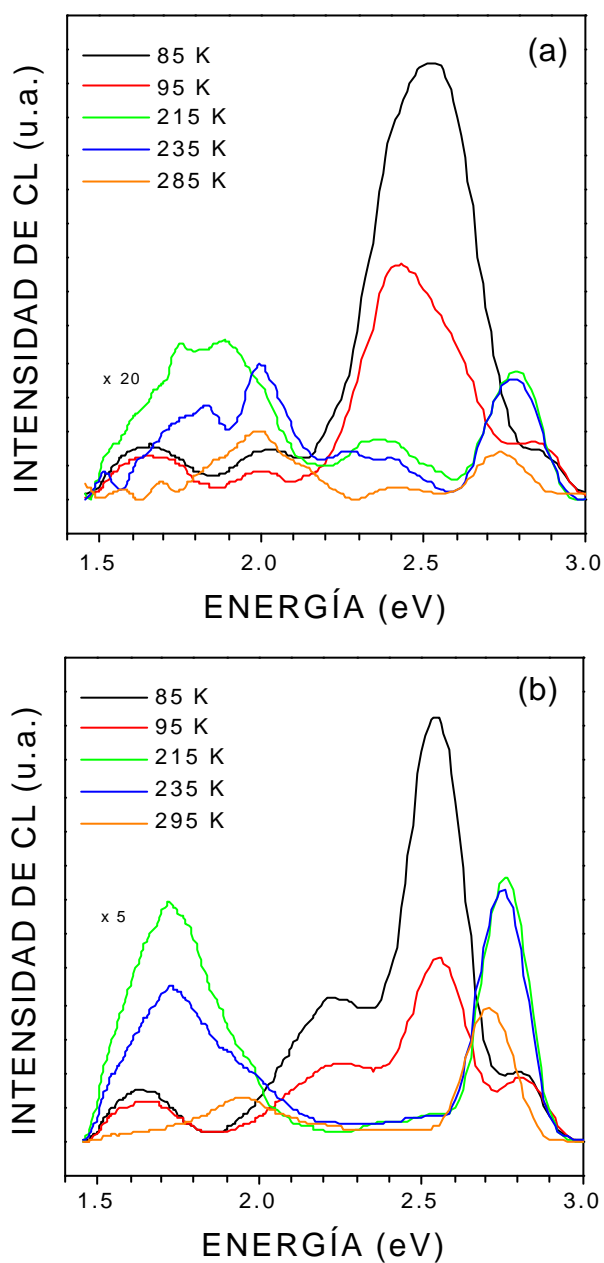 (a)
85 K
95 K
215 K
235 K
285 K
x 20
INTENSIDAD DE CL (u.a.)
1.5 2.0 2.5 3.0
ENERGÍA (eV)
(b)
85 K
95 K
215 K
235 K
295 K
x 5
INTENSIDAD DE CL (u.a.)
1.5 2.0 2.5 3.0
ENERGÍA (eV)